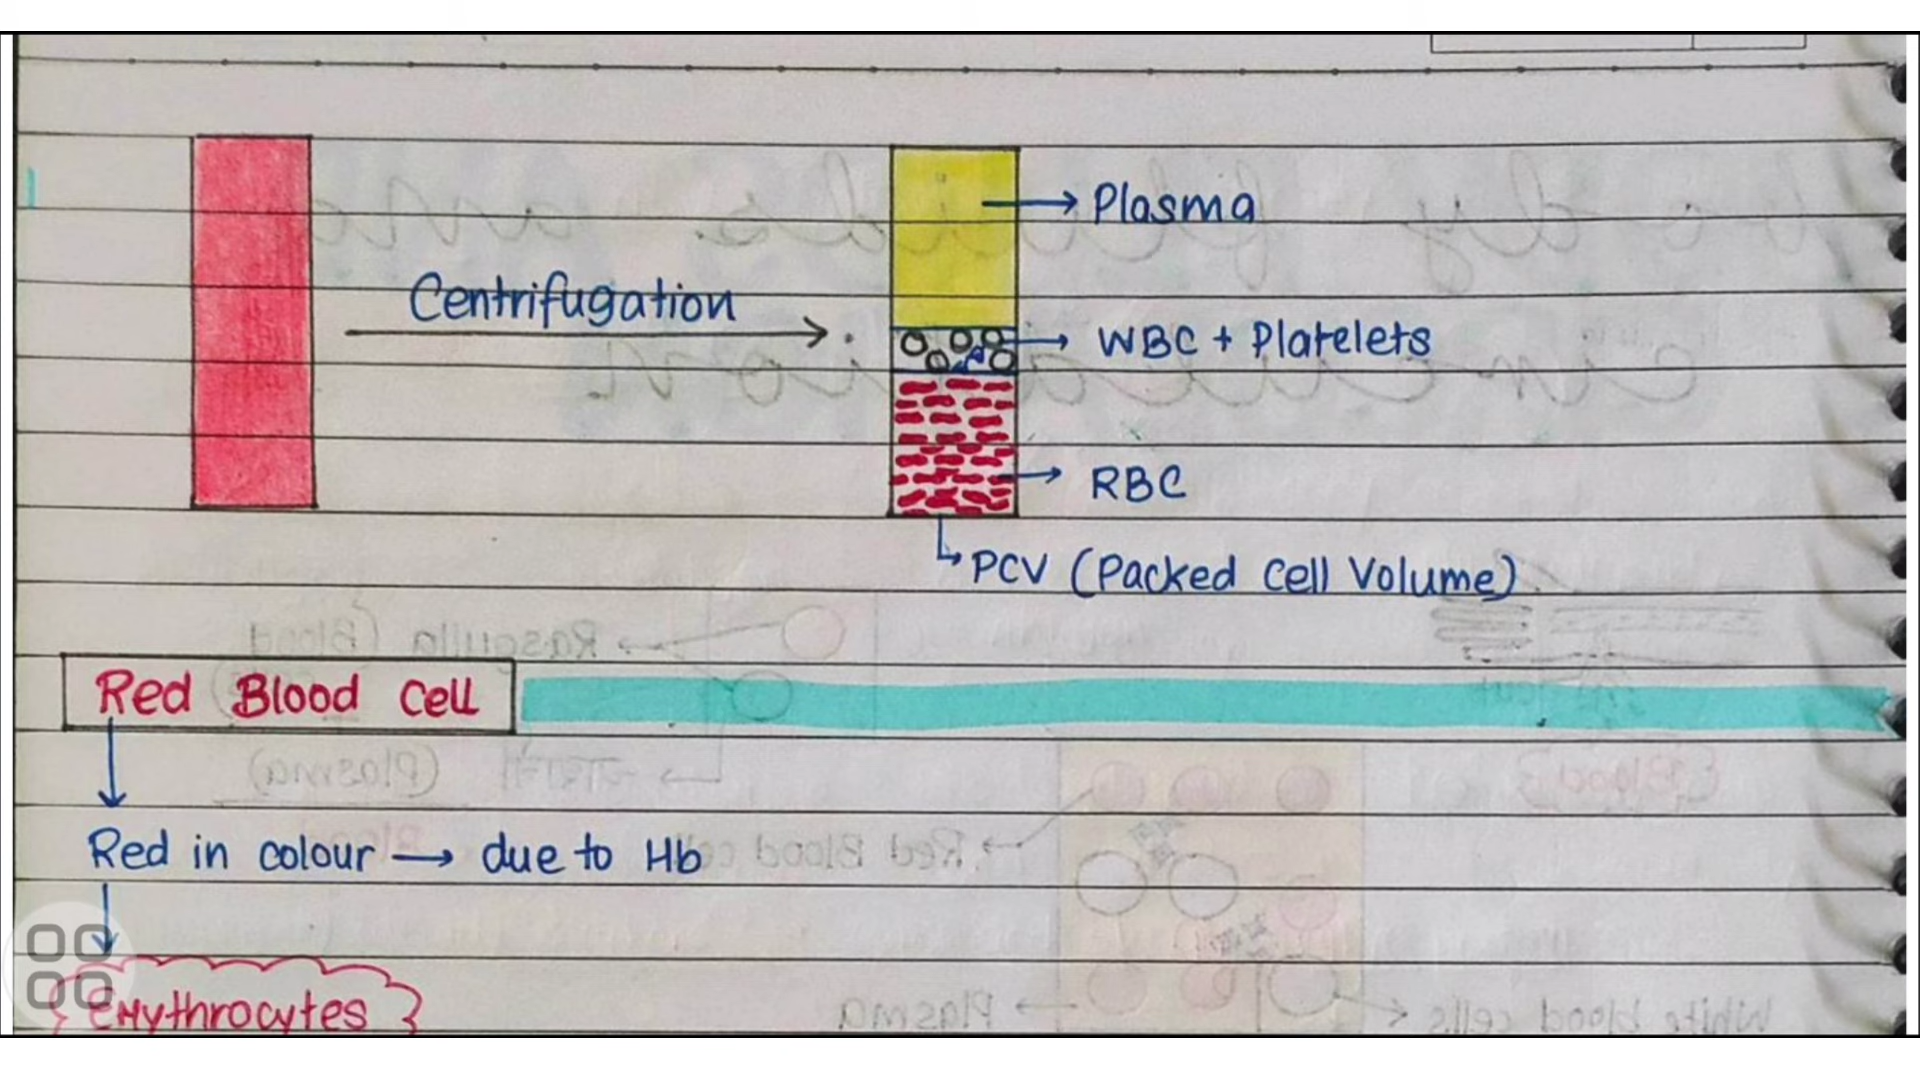 Plasma
Centrifugation
WBC + Platelets
RBC
PCV (Packed Cell Volume)
Red Blood Cell
Red in colour → due to Hb
Erythrocytes